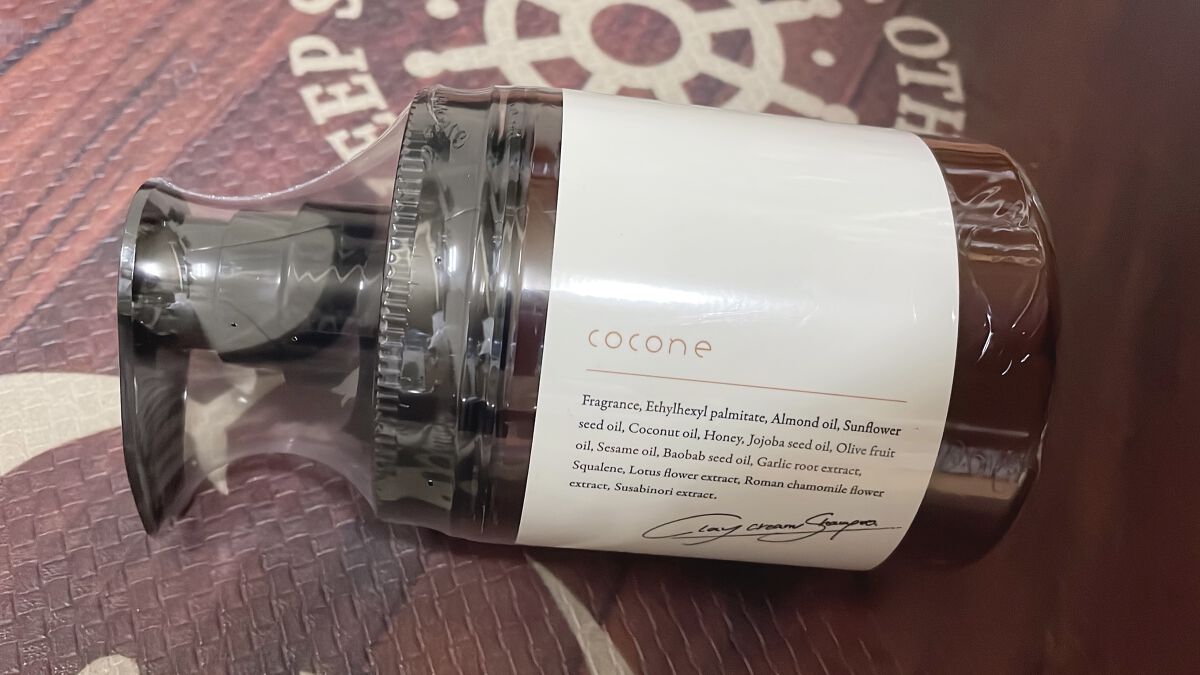 EEP S
OTH
cocone
Fragrance, Ethylhexyl palmitate, Almond oil, Sunflower
seed oil, Coconut oil, Honey, Jojoba seed oil, Olive fruit
oil, Sesame oil, Baobab seed oil, Garlic root extract,
Squalene, Lotus flower extract, Roman chamomile flower
extract, Susabinori extract.
Clay cream Shampoo